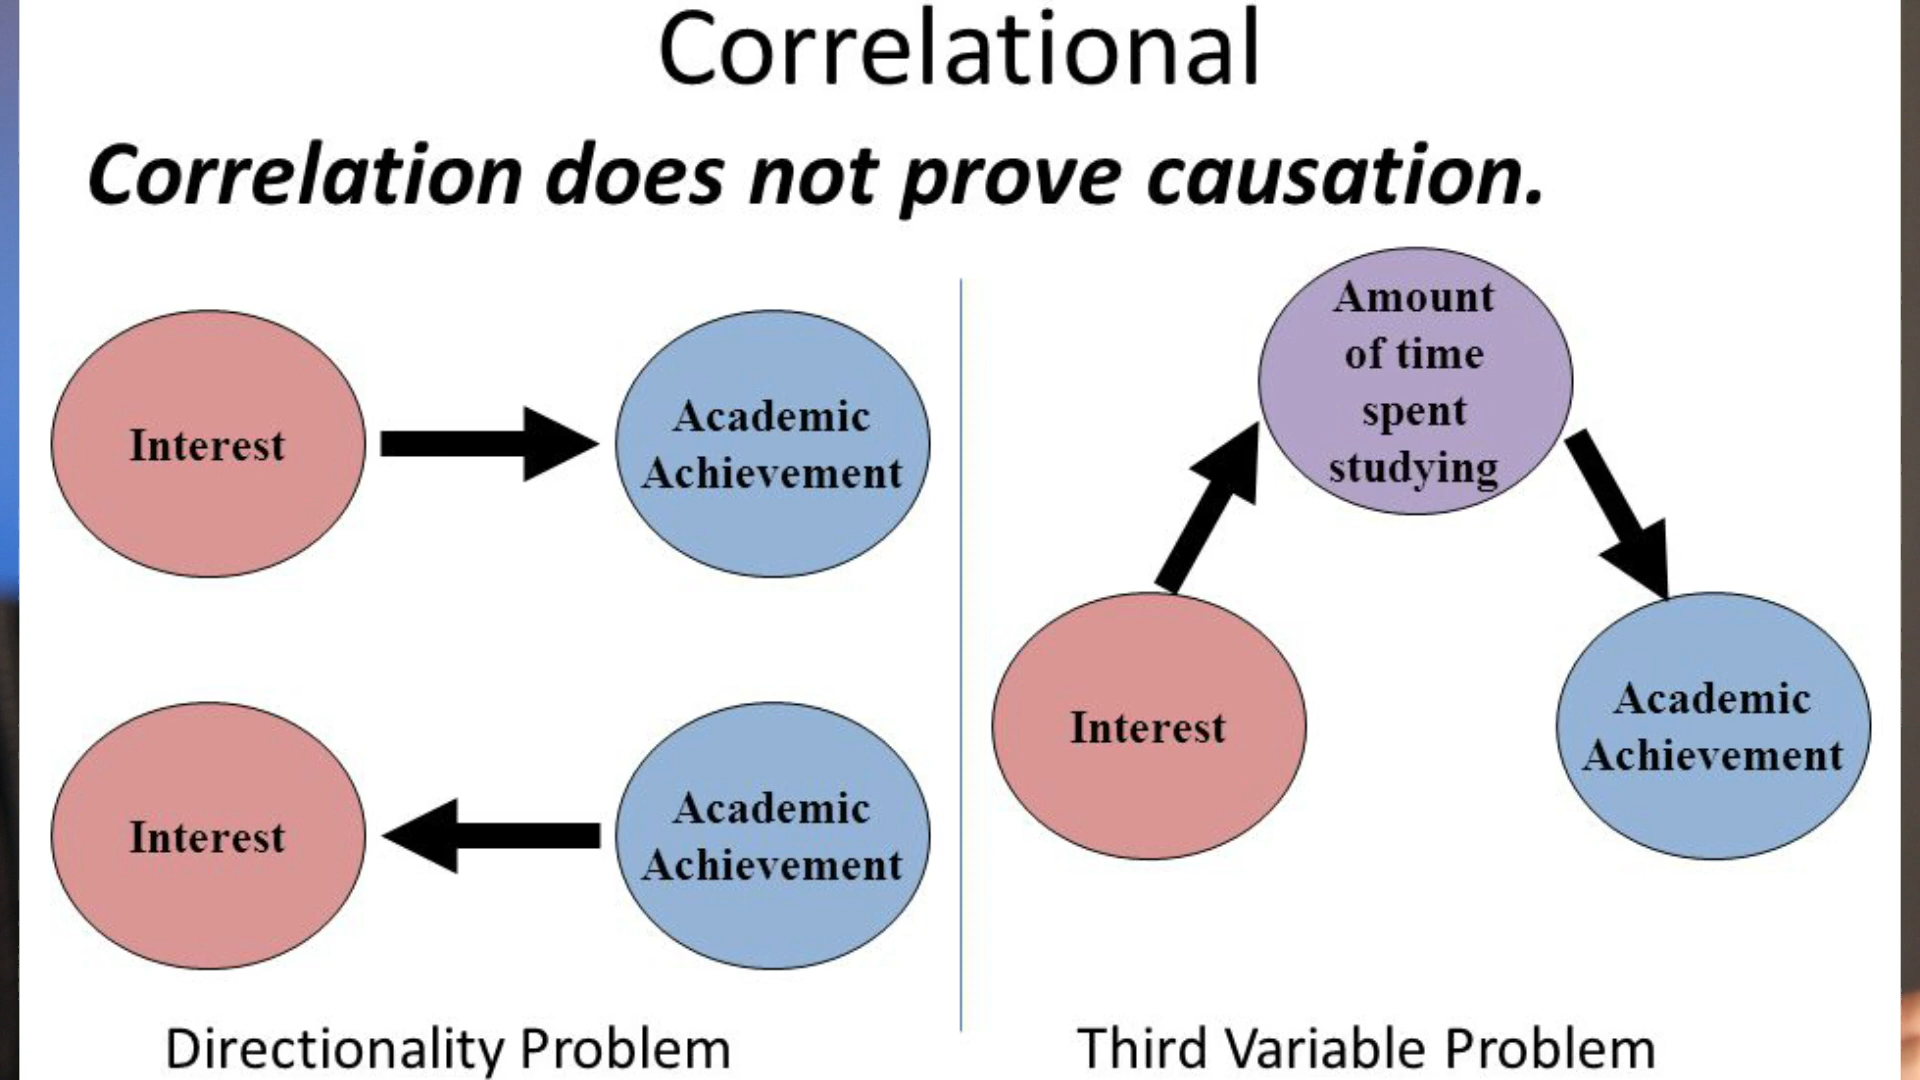 Correlational
Correlation does not prove causation.
Interest
Academic
Achievement
Interest
Academic
Achievement
Directionality Problem
Amount
of time
spent
studying
Interest
Academic
Achievement
Third Variable Problem